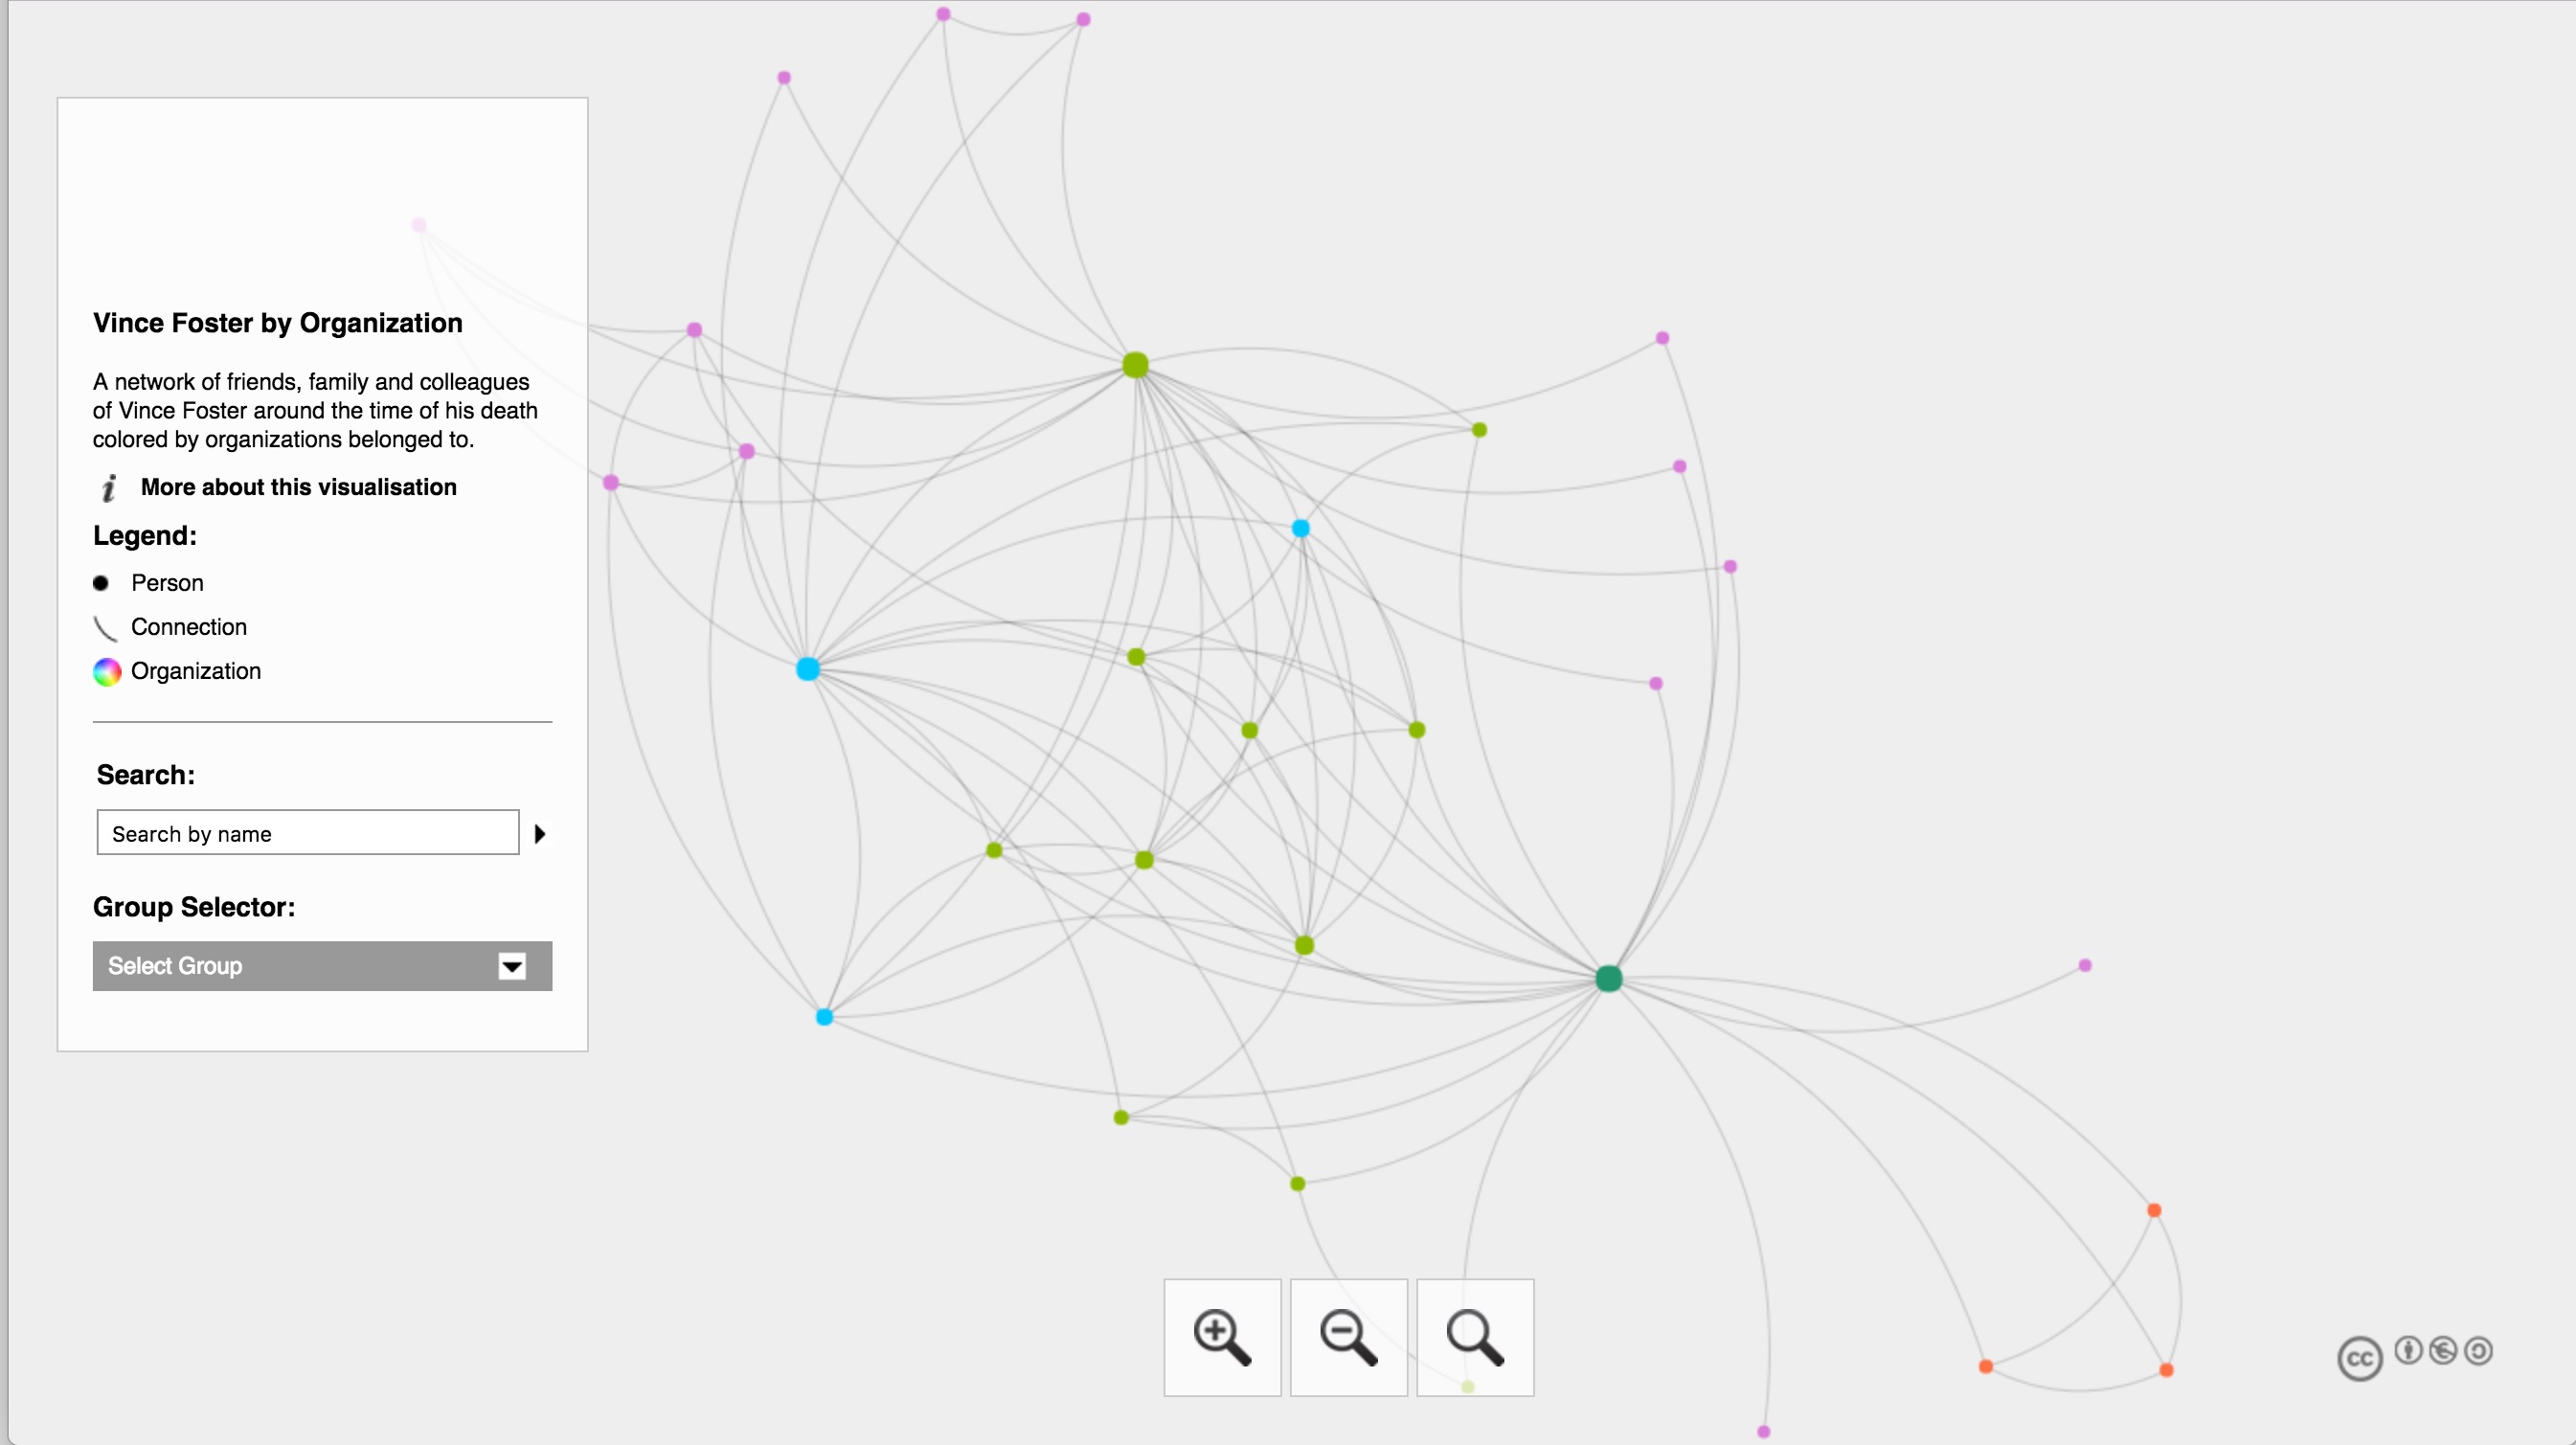 Vince Foster by Organization
A network of friends, family and colleagues
of Vince Foster around the time of his death
colored by organizations belonged to.
i More about this visualisation
Legend:
Person
Connection
Organization
Search:
Search by name
Group Selector:
Select Group
cc